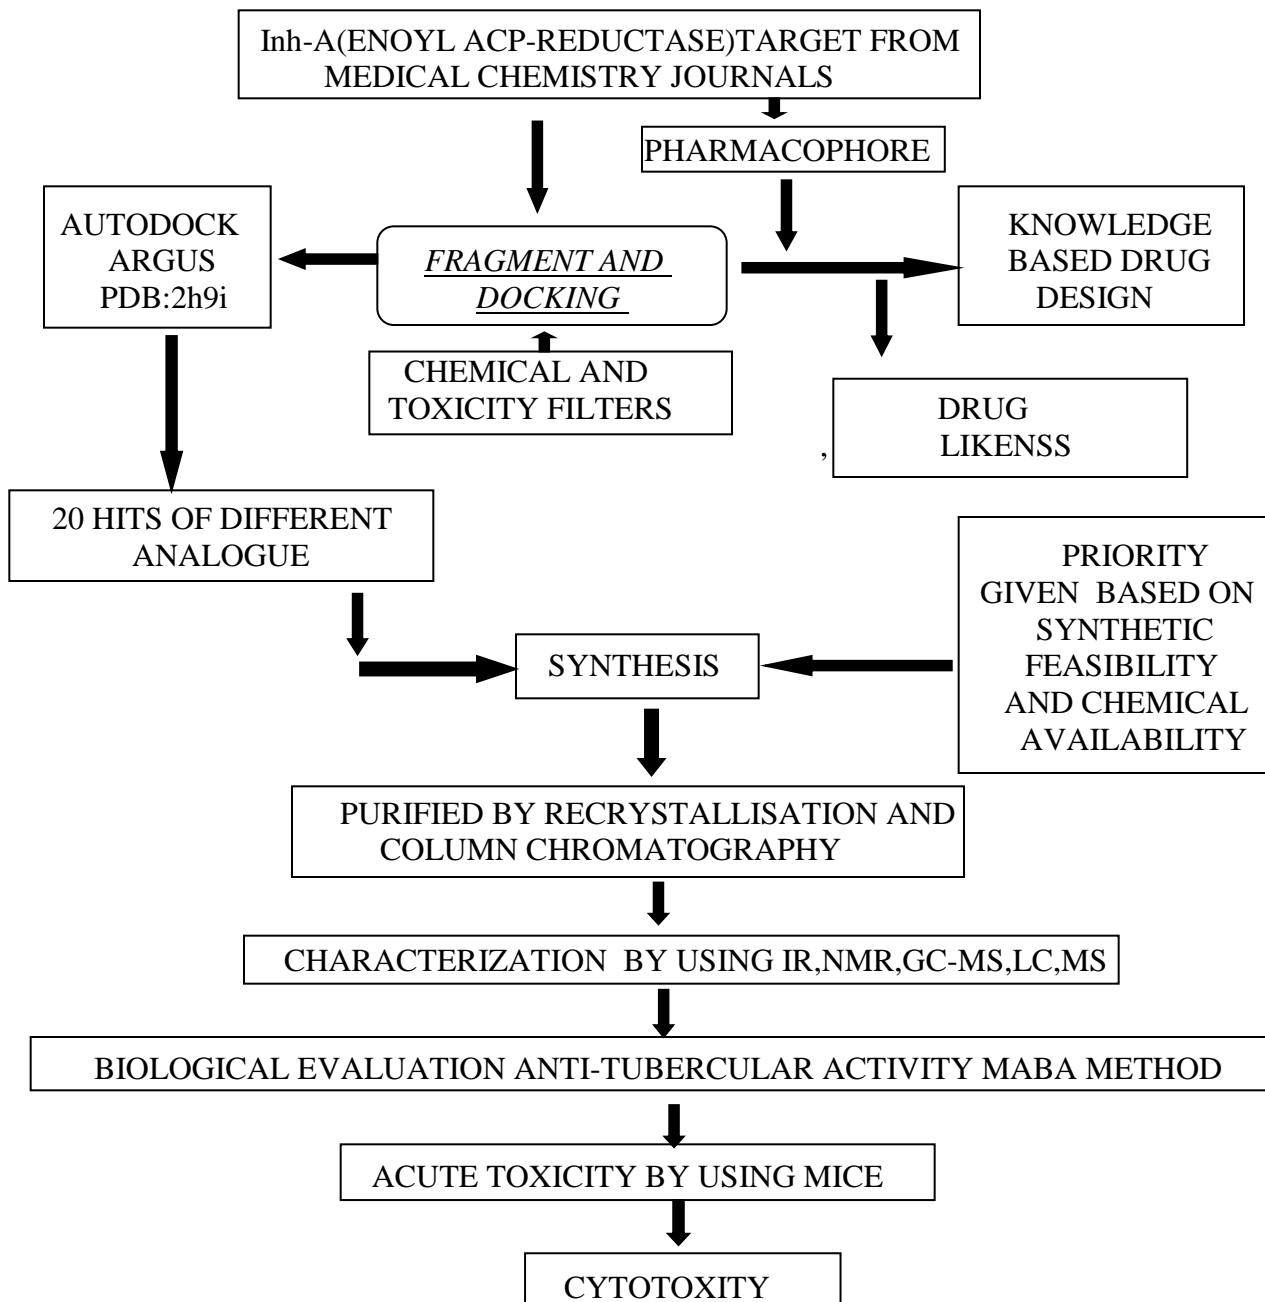 Inh-A(ENOYL ACP-REDUCTASE)TARGET FROM
MEDICAL CHEMISTRY JOURNALS
PHARMACOPHORE
AUTODOCK
ARGUS
PDB:2h9i
FRAGMENT AND
DOCKING
KNOWLEDGE
BASED DRUG
DESIGN
CHEMICAL AND
TOXICITY FILTERS
,
DRUG
LIKENSS
20 HITS OF DIFFERENT
ANALOGUE
PRIORITY
GIVEN BASED ON
SYNTHETIC
FEASIBILITY
AND CHEMICAL
AVAILABILITY
SYNTHESIS
PURIFIED BY RECRYSTALLISATION AND
COLUMN CHROMATOGRAPHY
CHARACTERIZATION BY USING IR,NMR,GC-MS,LC,MS
BIOLOGICAL EVALUATION ANTI-TUBERCULAR ACTIVITY MABA METHOD
ACUTE TOXICITY BY USING MICE
CYTOTOXITY